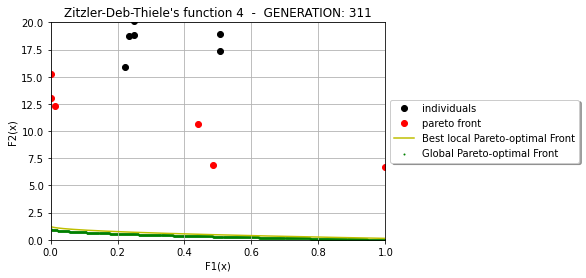 Zitzler-Deb-Thiele's function 4 - GENERATION: 311
20.0
17.5
15.0
12.5
10.0
7.5
5.0
2.5
0.0
F2(x)
0.0 0.2 0.4 0.6 0.8 1.0
F1(x)
individuals
pareto front
Best local Pareto-optimal Front
Global Pareto-optimal Front